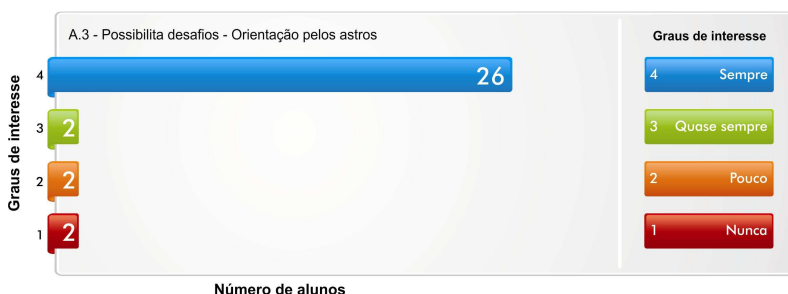 A.3 - Possibilita desafios - Orientação pelos astros
Graus de interesse
4 26
3 2
2 2
1 2
Número de alunos
Graus de interesse
4 Sempre
3 Quase sempre
2 Pouco
1 Nunca